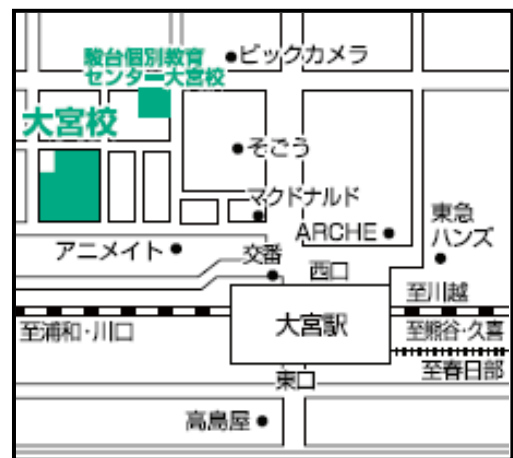 駿台個別教育
センター大宮校
ビックカメラ
大宮校
そごう
マクドナルド
東急
ハンズ
ARCHE
アニメイト
交番
西口
至川越
大宮駅
至浦和・川口
至熊谷・久喜
至春日部
東口
高島屋